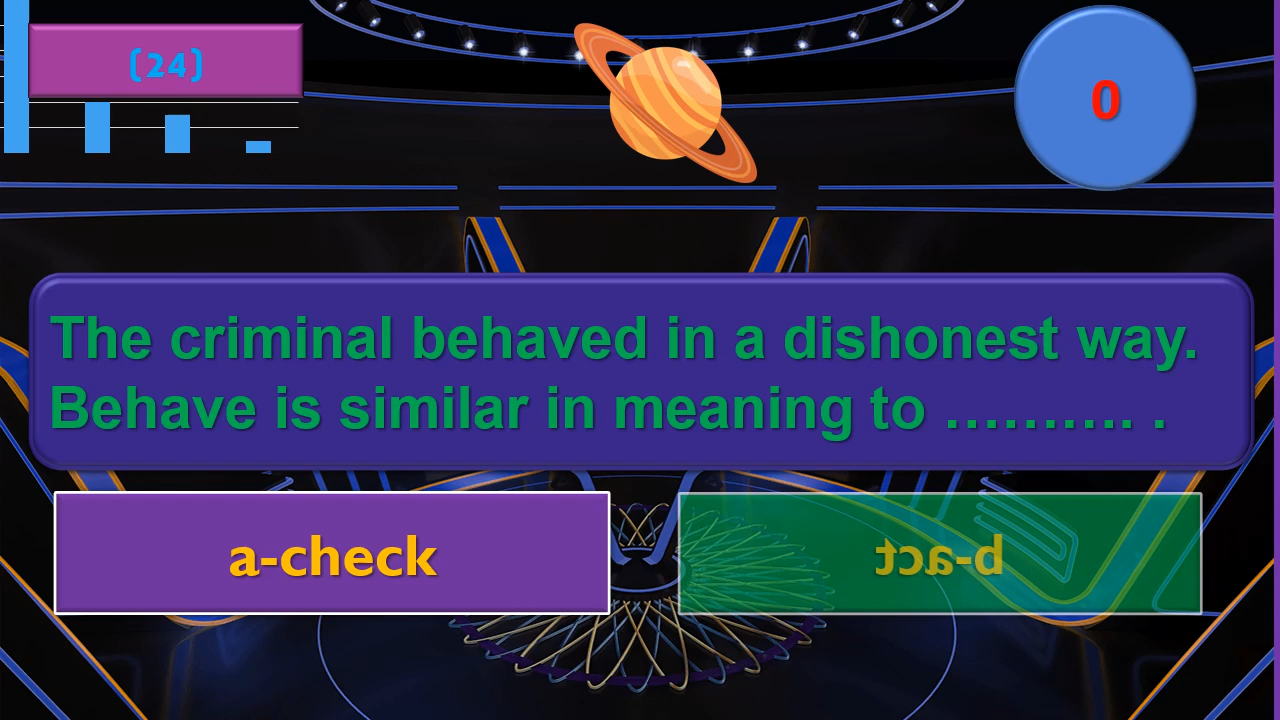 (24)
0
The criminal behaved in a dishonest way.
Behave is similar in meaning to ………. .
a-check
b-act